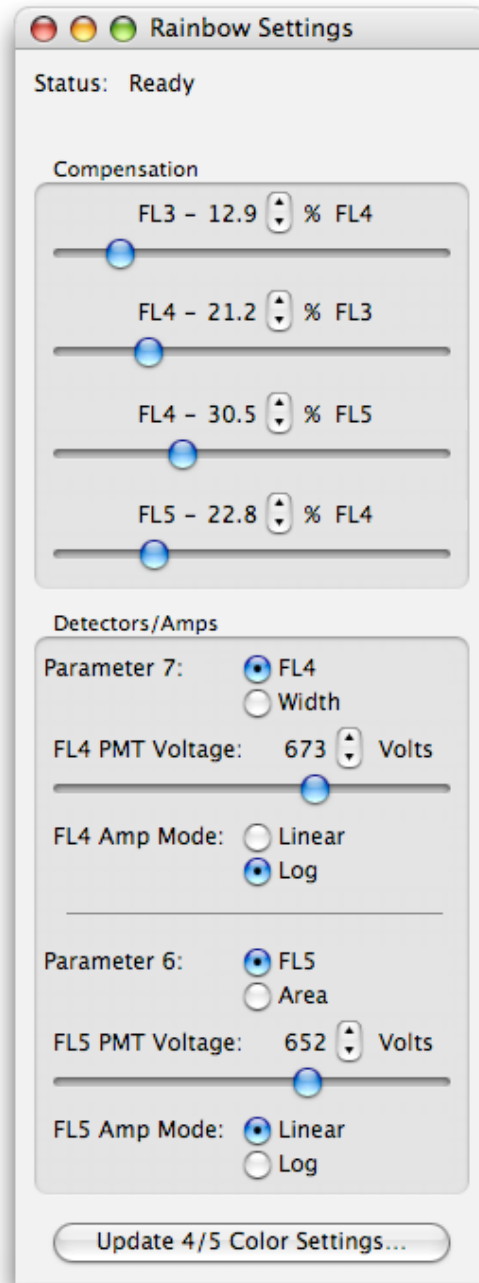 Rainbow Settings
Status: Ready
Compensation
FL3 – 12.9 % FL4
FL4 – 21.2 % FL3
FL4 – 30.5 % FL5
FL5 – 22.8 % FL4
Detectors/Amps
Parameter 7: FL4
Width
FL4 PMT Voltage: 673 Volts
FL4 Amp Mode: Linear
Log
Parameter 6: FL5
Area
FL5 PMT Voltage: 652 Volts
FL5 Amp Mode: Linear
Log
Update 4/5 Color Settings...